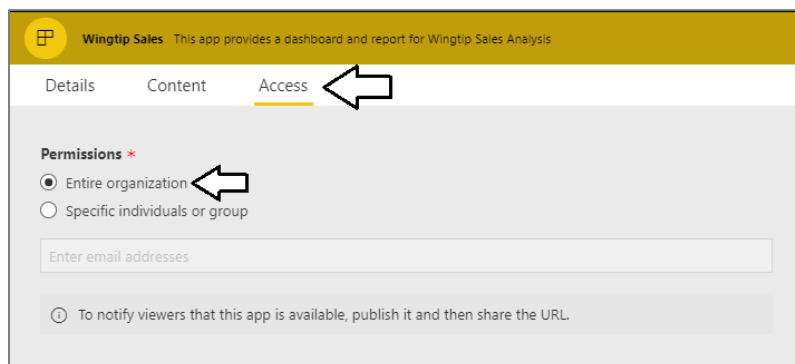 Wingtip Sales This app provides a dashboard and report for Wingtip Sales Analysis
Details Content Access
Permissions *
Entire organization
Specific individuals or group
Enter email addresses
To notify viewers that this app is available, publish it and then share the URL.